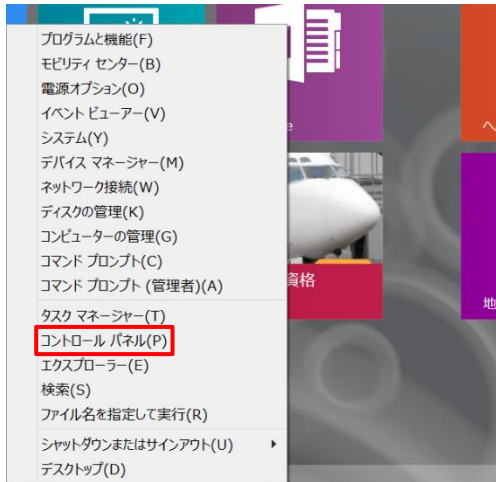 プログラムと機能(F)
モビリティ センター(B)
電源オプション(O)
イベント ビューアー(V)
システム(Y)
デバイス マネージャー(M)
ネットワーク接続(W)
ディスクの管理(K)
コンピューターの管理(G)
コマンド プロンプト(C)
コマンド プロンプト (管理者)(A)
タスク マネージャー(T)
コントロール パネル(P)
エクスプローラー(E)
検索(S)
ファイル名を指定して実行(R)
シャットダウンまたはサインアウト(U)
デスクトップ(D)
e
ヘ
資格
地